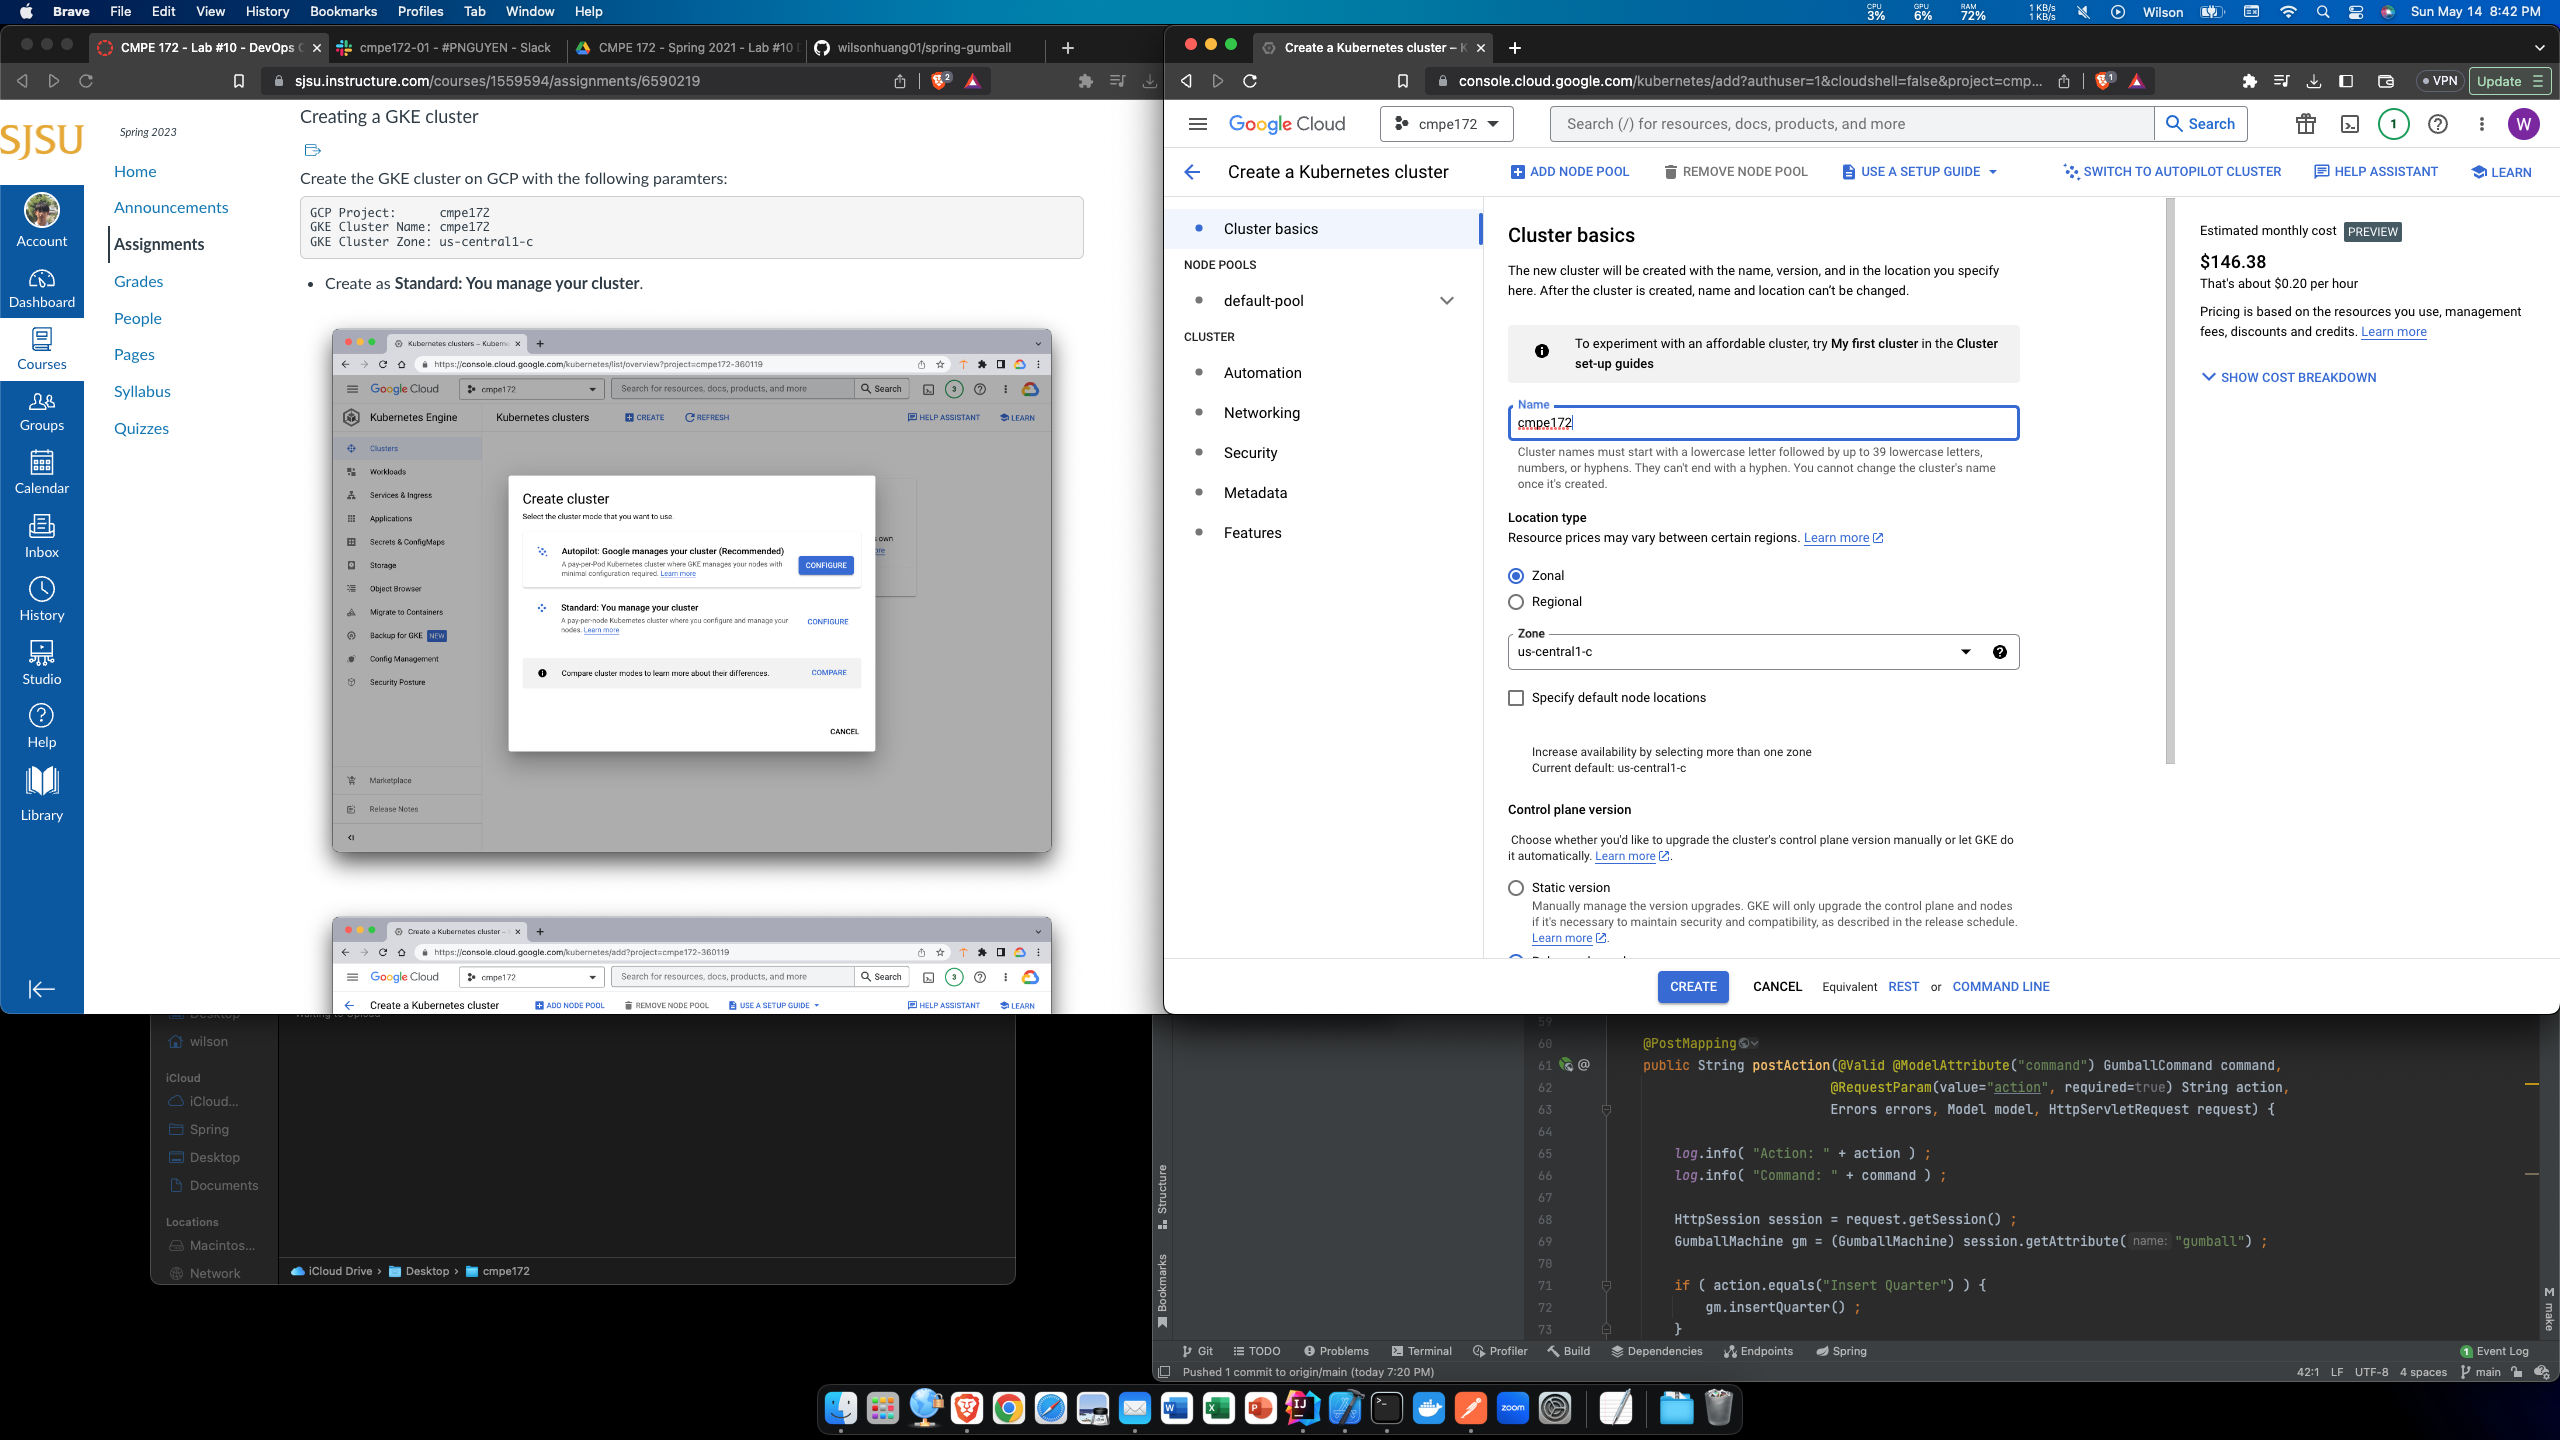 Brave File Edit View History Bookmarks Profiles Tab Window Help
CPU 3% GPU 6% RAM 72% 1 KB/s 1 KB/s Wilson Sun May 14 8:42 PM
CMPE 172 - Lab #10 - DevOps
cmpe172-01 - #PNGUYEN - Slack
CMPE 172 - Spring 2021 - Lab #10
wilsonhuang01/spring-gumball
sjsu.instructure.com/courses/1559594/assignments/6590219
2
SJSU
Account
Dashboard
Courses
Groups
Calendar
Inbox
History
Studio
Help
Library
Spring 2023
Home
Announcements
Assignments
Grades
People
Pages
Syllabus
Quizzes
Creating a GKE cluster
Create the GKE cluster on GCP with the following paramters:
GCP Project: cmpe172
GKE Cluster Name: cmpe172
GKE Cluster Zone: us-central1-c
Create as Standard: You manage your cluster.
Kubernetes clusters – Kuberne
https://console.cloud.google.com/kubernetes/list/overview?project=cmpe172-360119
Google Cloud cmpe172 Search for resources, docs, products, and more Search 3
Kubernetes Engine Kubernetes clusters CREATE REFRESH HELP ASSISTANT LEARN
Clusters
Workloads
Services & Ingress
Applications
Secrets & ConfigMaps
Storage
Object Browser
Migrate to Containers
Backup for GKE NEW
Config Management
Security Posture
Marketplace
Release Notes
Create cluster
Select the cluster mode that you want to use.
Autopilot: Google manages your cluster (Recommended)
A pay-per-Pod Kubernetes cluster where GKE manages your nodes with
minimal configuration required. Learn more
CONFIGURE
Standard: You manage your cluster
A pay-per-node Kubernetes cluster where you configure and manage your
nodes. Learn more
CONFIGURE
Compare cluster modes to learn more about their differences. COMPARE
CANCEL
s own
ore
Create a Kubernetes cluster –
https://console.cloud.google.com/kubernetes/add?project=cmpe172-360119
Google Cloud cmpe172 Search for resources, docs, products, and more Search 3
Create a Kubernetes cluster ADD NODE POOL REMOVE NODE POOL USE A SETUP GUIDE HELP ASSISTANT LEARN
Create a Kubernetes cluster – K
console.cloud.google.com/kubernetes/add?authuser=1&cloudshell=false&project=cmp...
1
VPN Update
Google Cloud cmpe172 Search (/) for resources, docs, products, and more Search 1 W
Create a Kubernetes cluster ADD NODE POOL REMOVE NODE POOL USE A SETUP GUIDE SWITCH TO AUTOPILOT CLUSTER HELP ASSISTANT LEARN
Cluster basics
NODE POOLS
default-pool
CLUSTER
Automation
Networking
Security
Metadata
Features
Cluster basics
The new cluster will be created with the name, version, and in the location you specify
here. After the cluster is created, name and location can't be changed.
To experiment with an affordable cluster, try My first cluster in the Cluster
set-up guides
Name
cmpe172
Cluster names must start with a lowercase letter followed by up to 39 lowercase letters,
numbers, or hyphens. They can't end with a hyphen. You cannot change the cluster's name
once it's created.
Location type
Resource prices may vary between certain regions. Learn more
Zonal
Regional
Zone
us-central1-c
Specify default node locations
Increase availability by selecting more than one zone
Current default: us-central1-c
Control plane version
Choose whether you'd like to upgrade the cluster's control plane version manually or let GKE do
it automatically. Learn more .
Static version
Manually manage the version upgrades. GKE will only upgrade the control plane and nodes
if it's necessary to maintain security and compatibility, as described in the release schedule.
Learn more .
CREATE CANCEL Equivalent REST or COMMAND LINE
Estimated monthly cost PREVIEW
$146.38
That's about $0.20 per hour
Pricing is based on the resources you use, management
fees, discounts and credits. Learn more
SHOW COST BREAKDOWN
Desktop
wilson
iCloud
iCloud...
Spring
Desktop
Documents
Locations
Macintos...
Network
Waiting to Upload
iCloud Drive › Desktop › cmpe172
Structure
Bookmarks
59
60 @PostMapping
61 @ public String postAction(@Valid @ModelAttribute("command") GumballCommand command,
62 @RequestParam(value="action", required=true) String action,
63 Errors errors, Model model, HttpServletRequest request) {
64
65 log.info( "Action: " + action ) ;
66 log.info( "Command: " + command ) ;
67
68 HttpSession session = request.getSession() ;
69 GumballMachine gm = (GumballMachine) session.getAttribute( name: "gumball") ;
70
71 if ( action.equals("Insert Quarter") ) {
72 gm.insertQuarter() ;
73 }
M make
Git TODO Problems Terminal Profiler Build Dependencies Endpoints Spring 1 Event Log
Pushed 1 commit to origin/main (today 7:20 PM) 42:1 LF UTF-8 4 spaces main
W X P IJ zoom